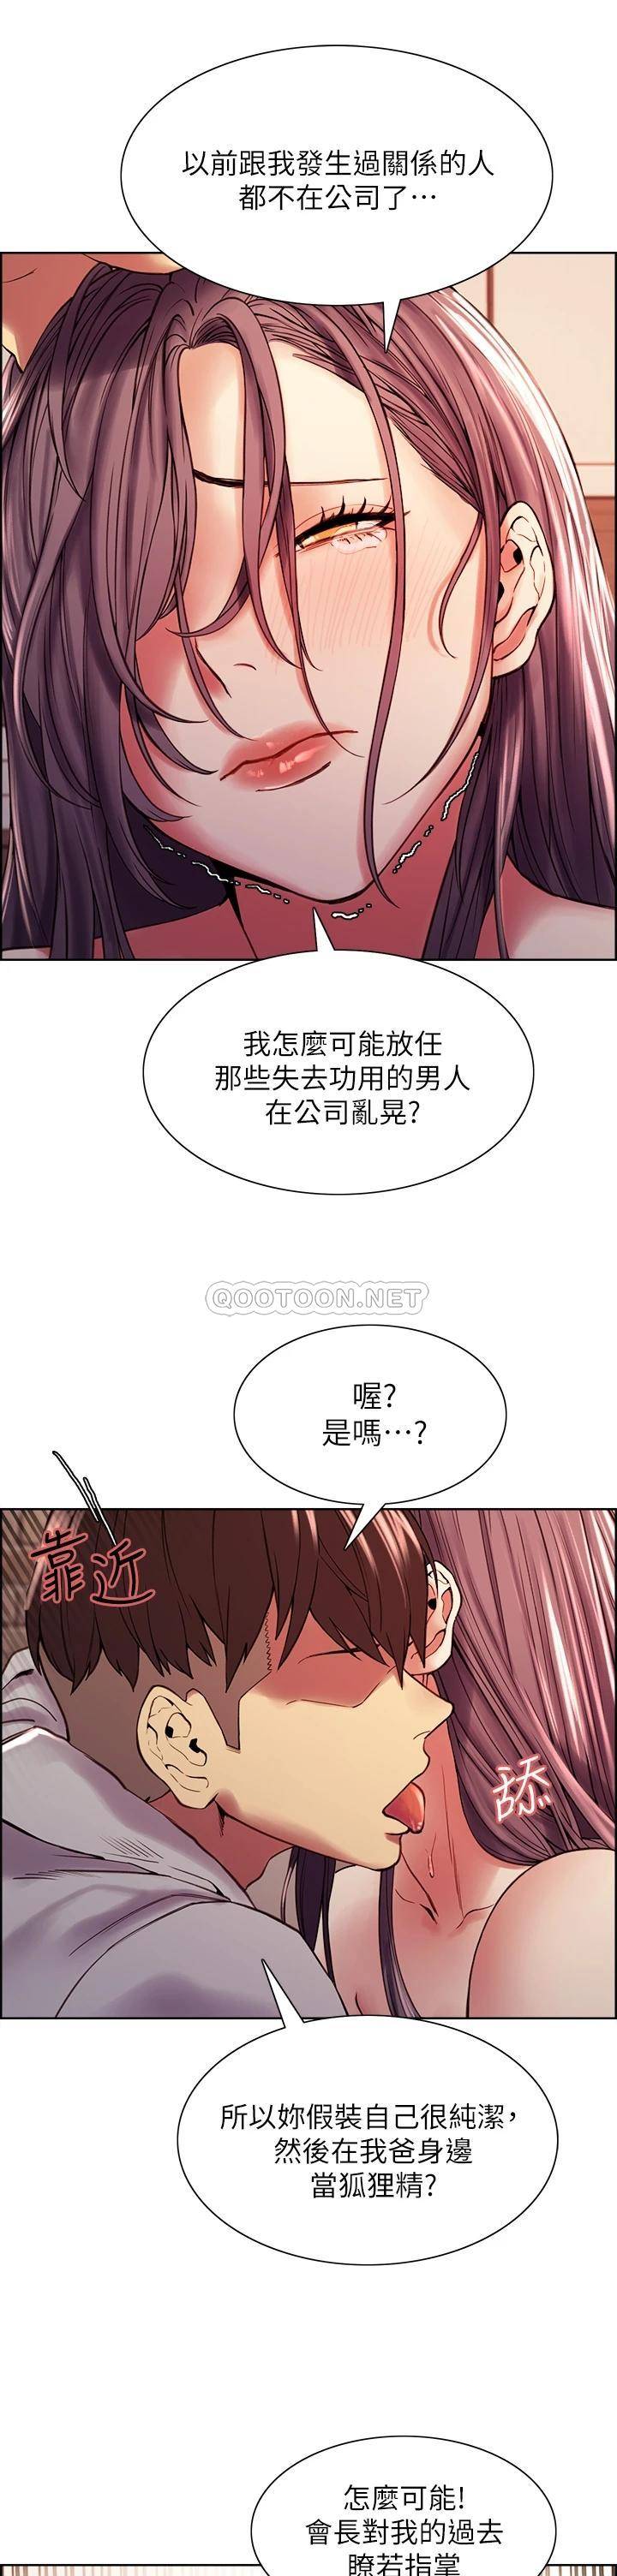 以前跟我發生過關係的人
都不在公司了⋯
我怎麼可能放任
那些失去功用的男人
在公司亂晃?
QOOTOON.NET
喔?
是嗎⋯?
靠近
舔
所以妳假裝自己很純潔，
然後在我爸身邊
當狐狸精?
怎麼可能!
會長對我的過去
瞭若指掌